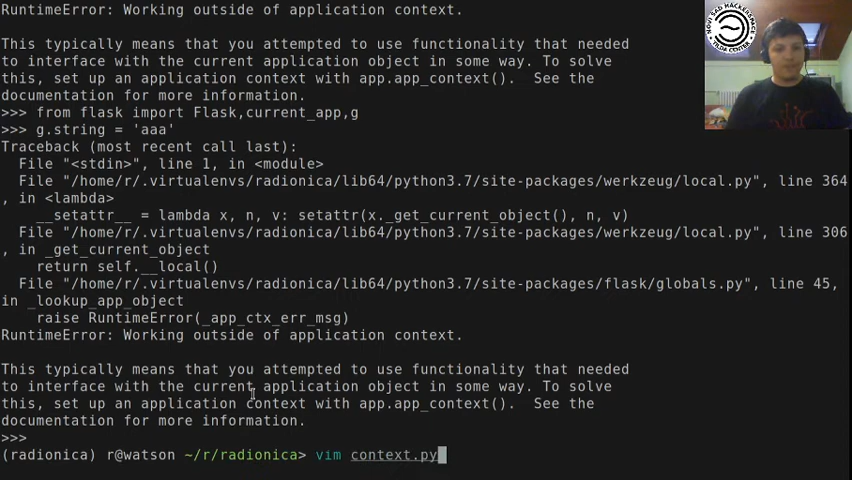 RuntimeError: Working outside of application context.
This typically means that you attempted to use functionality that needed
to interface with the current application object in some way. To solve
this, set up an application context with app.app_context().  See the
documentation for more information.
>>> from flask import Flask,current_app,g
>>> g.string = 'aaa'
Traceback (most recent call last):
  File "<stdin>", line 1, in <module>
  File "/home/r/.virtualenvs/radionica/lib64/python3.7/site-packages/werkzeug/local.py", line 364
, in <lambda>
    __setattr__ = lambda x, n, v: setattr(x._get_current_object(), n, v)
  File "/home/r/.virtualenvs/radionica/lib64/python3.7/site-packages/werkzeug/local.py", line 306
, in _get_current_object
    return self.__local()
  File "/home/r/.virtualenvs/radionica/lib64/python3.7/site-packages/flask/globals.py", line 45,
in _lookup_app_object
    raise RuntimeError(_app_ctx_err_msg)
RuntimeError: Working outside of application context.
This typically means that you attempted to use functionality that needed
to interface with the current application object in some way. To solve
this, set up an application context with app.app_context().  See the
documentation for more information.
>>>
(radionica) r@watson ~/r/radionica> vim context.py
NOVI SAD HACKERSPACE
TILDA CENTER